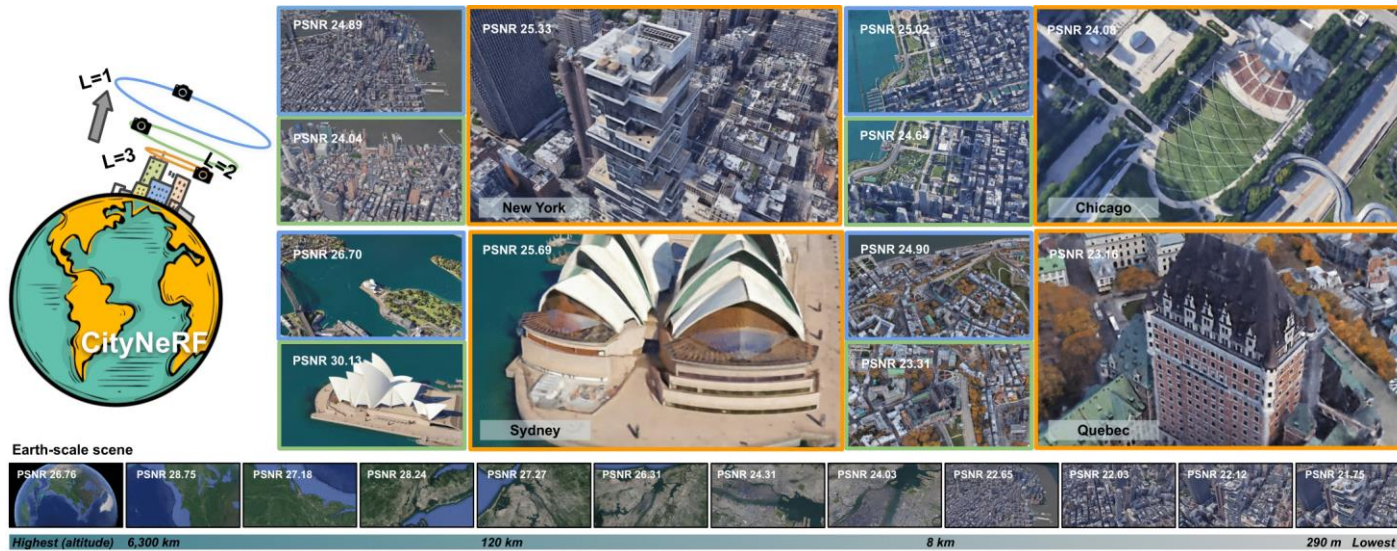 L=1
L=3
L=2
CityNeRF
PSNR 24.89
PSNR 24.04
PSNR 25.33
New York
PSNR 25.02
PSNR 24.64
PSNR 24.08
Chicago
PSNR 26.70
PSNR 30.13
PSNR 25.69
Sydney
PSNR 24.90
PSNR 23.31
PSNR 23.16
Quebec
Earth-scale scene
PSNR 26.76
PSNR 28.75
PSNR 27.18
PSNR 28.24
PSNR 27.27
PSNR 26.31
PSNR 24.31
PSNR 24.03
PSNR 22.65
PSNR 22.03
PSNR 22.12
PSNR 21.75
Highest (altitude) 6,300 km 120 km 8 km 290 m Lowest